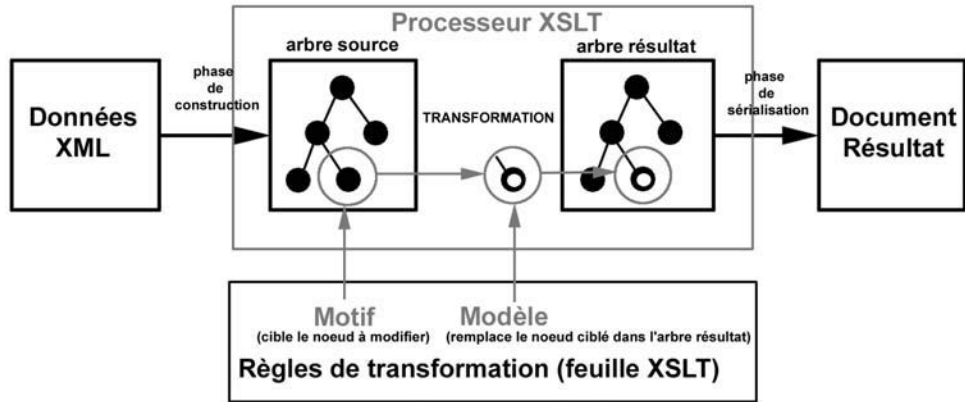 Processeur XSLT
arbre source
arbre résultat
phase
de
construction
phase
de
sérialisation
Données
XML
TRANSFORMATION
Document
Résultat
Motif
(cible le noeud à modifier)
Modèle
(remplace le noeud ciblé dans l'arbre résultat)
Règles de transformation (feuille XSLT)